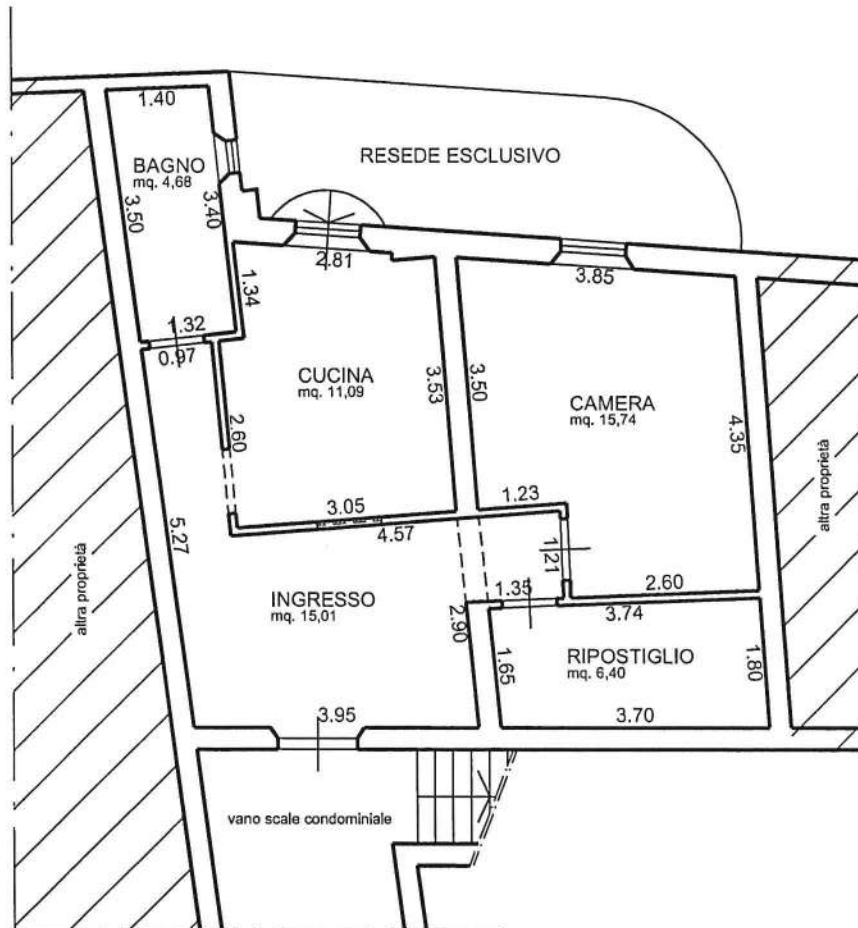 1.40
RESEDE ESCLUSIVO
BAGNO
mq. 4,68
3.50
3.40
2.81
3.85
1.34
1.32
0.97
CUCINA
mq. 11,09
3.53
3.50
CAMERA
mq. 15,74
4.35
2.60
altra proprietà
3.05
1.23
4.57
5.27
1.21
altra proprietà
INGRESSO
mq. 15,01
1.35
2.60
3.74
2.90
RIPOSTIGLIO
mq. 6,40
1.65
1.80
3.95
3.70
vano scale condominiale